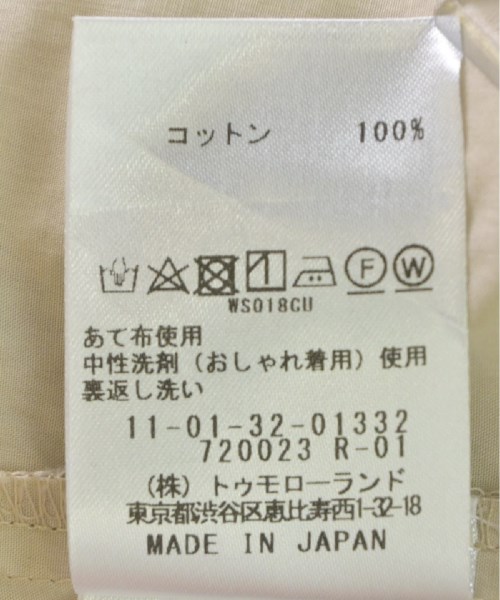 コットン 100%
F W
WS018CU
あて布使用
中性洗剤（おしゃれ着用）使用
裏返し洗い
11-01-32-01332
720023 R-01
（株）トゥモローランド
東京都渋谷区恵比寿西1-32-18
MADE IN JAPAN